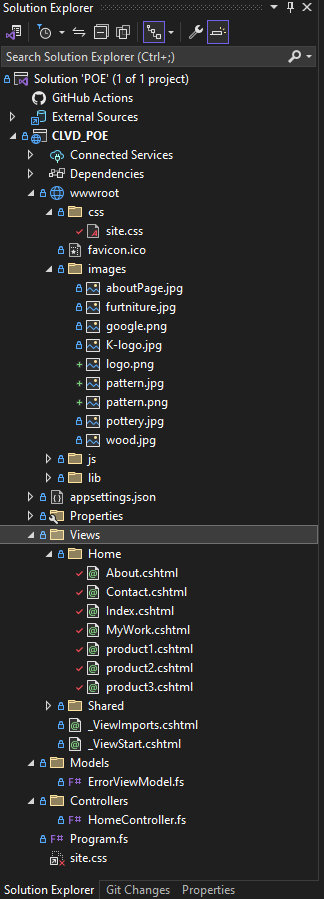 Solution Explorer
Search Solution Explorer (Ctrl+;)
Solution 'POE' (1 of 1 project)
GitHub Actions
External Sources
CLVD_POE
Connected Services
Dependencies
wwwroot
css
site.css
favicon.ico
images
aboutPage.jpg
furtniture.jpg
google.png
K-logo.jpg
logo.png
pattern.jpg
pattern.png
pottery.jpg
wood.jpg
js
lib
appsettings.json
Properties
Views
Home
About.cshtml
Contact.cshtml
Index.cshtml
MyWork.cshtml
product1.cshtml
product2.cshtml
product3.cshtml
Shared
_ViewImports.cshtml
_ViewStart.cshtml
Models
F# ErrorViewModel.fs
Controllers
F# HomeController.fs
F# Program.fs
site.css
Solution Explorer Git Changes Properties